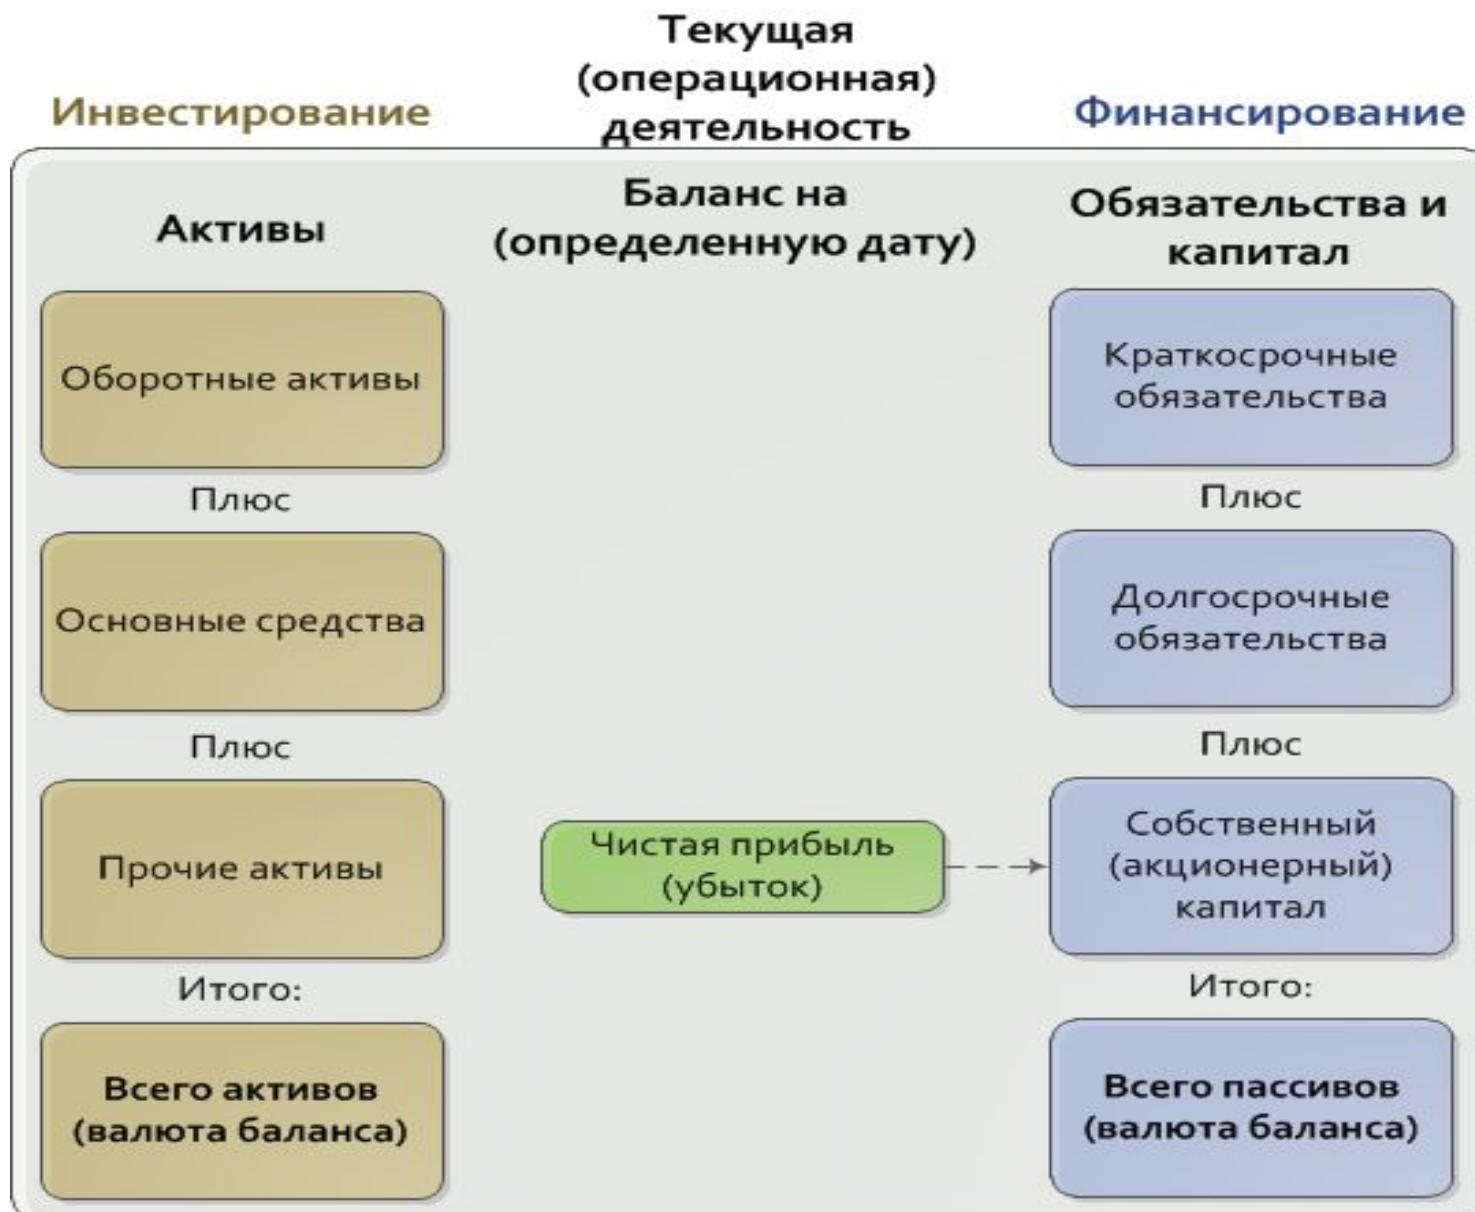 Текущая
(операционная)
деятельность
Инвестирование
Финансирование
Активы
Баланс на
(определенную дату)
Обязательства и
капитал
Оборотные активы
Плюс
Основные средства
Плюс
Прочие активы
Итого:
Всего активов
(валюта баланса)
Чистая прибыль
(убыток)
Краткосрочные
обязательства
Плюс
Долгосрочные
обязательства
Плюс
Собственный
(акционерный)
капитал
Итого:
Всего пассивов
(валюта баланса)